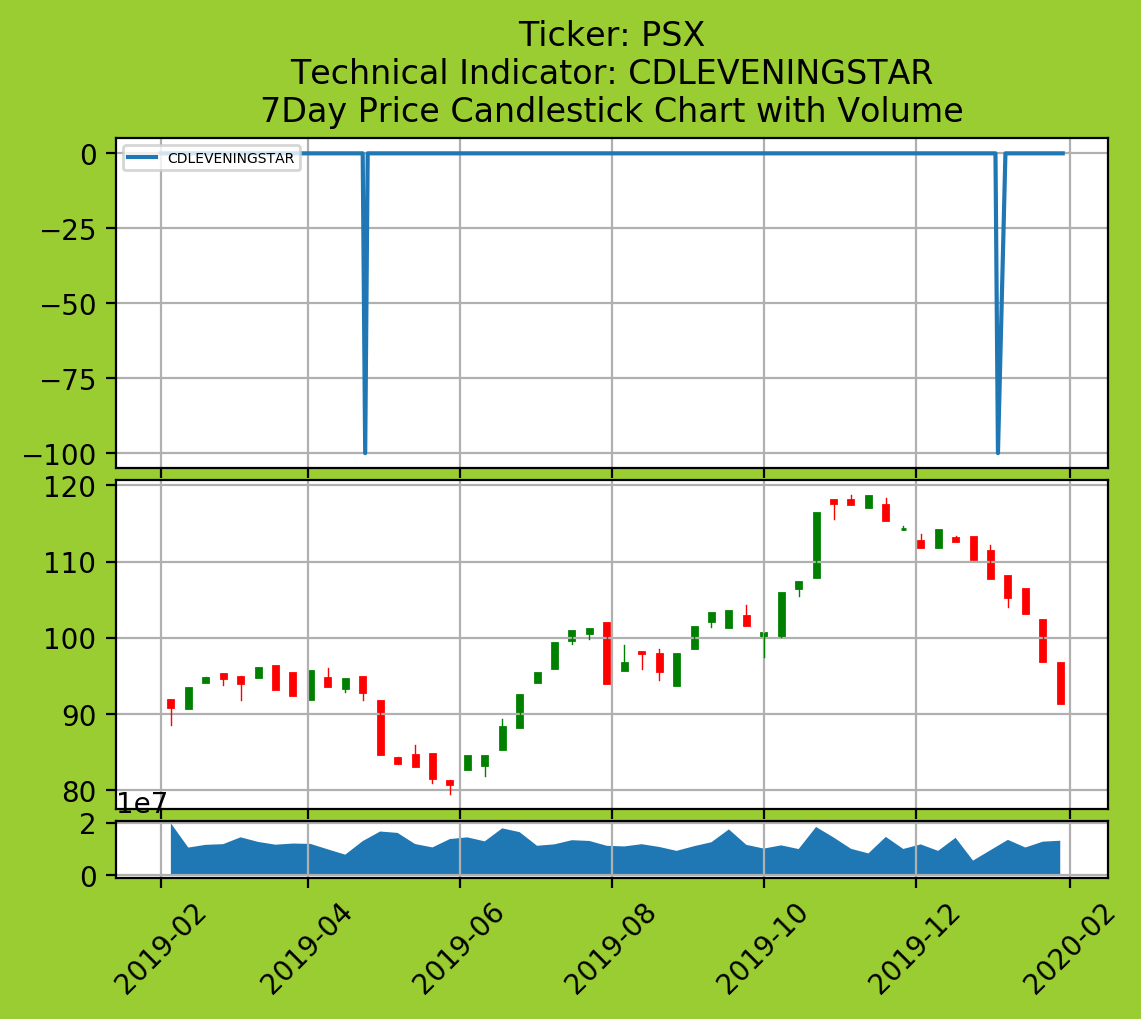 Ticker: PSX
Technical Indicator: CDLEVENINGSTAR
7Day Price Candlestick Chart with Volume
CDLEVENINGSTAR
0
−25
−50
−75
−100
120
110
100
90
80
1e7
2
0
2019-02 2019-04 2019-06 2019-08 2019-10 2019-12 2020-02